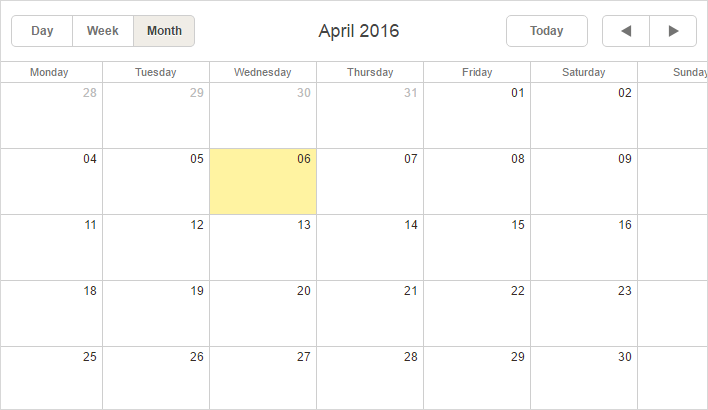 Day Week Month April 2016 Today
Monday Tuesday Wednesday Thursday Friday Saturday Sunday
28 29 30 31 01 02
04 05 06 07 08 09
11 12 13 14 15 16
18 19 20 21 22 23
25 26 27 28 29 30